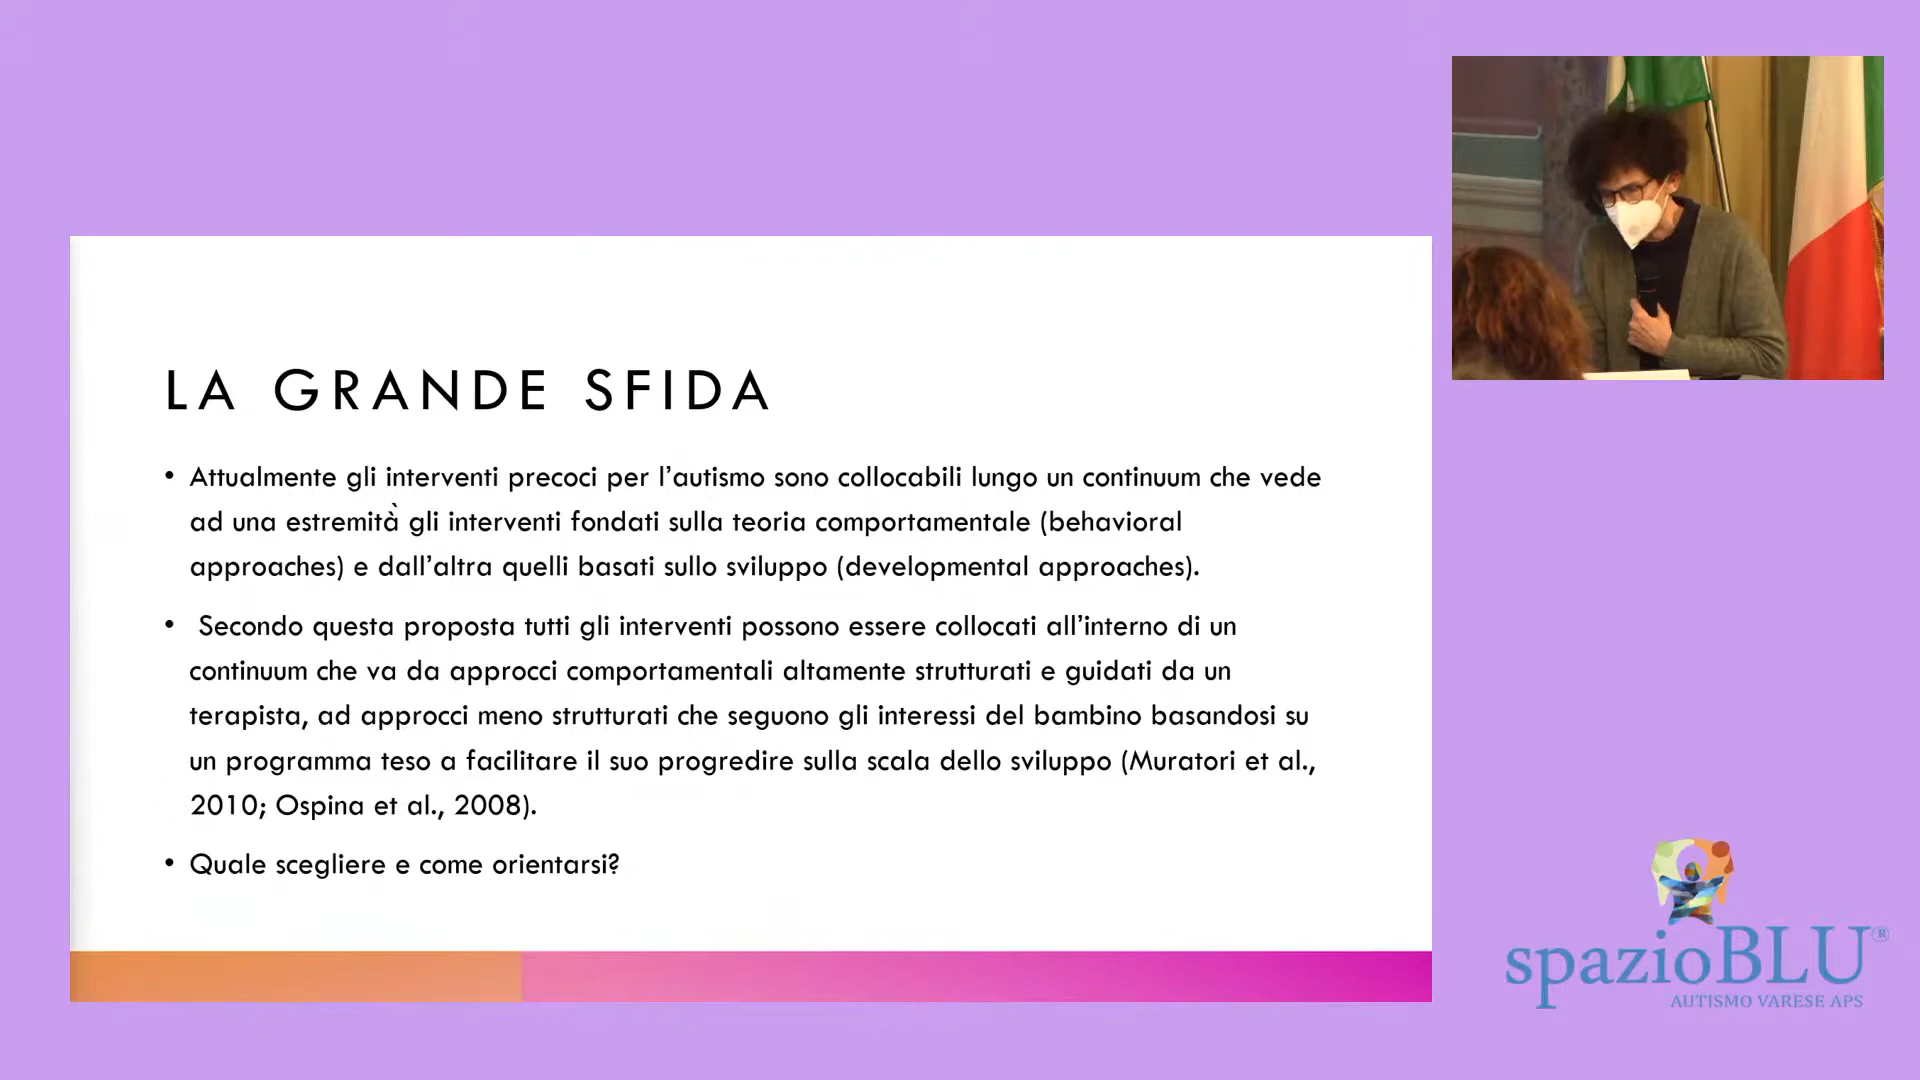 LA GRANDE SFIDA
• Attualmente gli interventi precoci per l’autismo sono collocabili lungo un continuum che vede
ad una estremità gli interventi fondati sulla teoria comportamentale (behavioral
approaches) e dall’altra quelli basati sullo sviluppo (developmental approaches).
• Secondo questa proposta tutti gli interventi possono essere collocati all’interno di un
continuum che va da approcci comportamentali altamente strutturati e guidati da un
terapista, ad approcci meno strutturati che seguono gli interessi del bambino basandosi su
un programma teso a facilitare il suo progredire sulla scala dello sviluppo (Muratori et al.,
2010; Ospina et al., 2008).
• Quale scegliere e come orientarsi?
spazioBLU®
AUTISMO VARESE APS